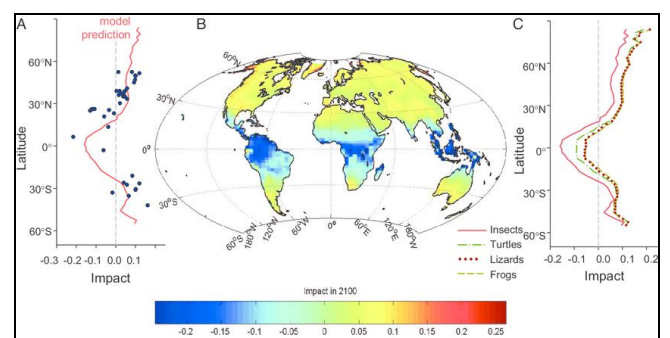 A
model
prediction
60°N
30°N
0°
30°S
60°S
Latitude
-0.3 -0.2 -0.1 0.0 0.1
Impact
B
60°N
30°N
0°
30°S
60°S
180°W
120°W
60°W
0°
60°E
120°E
180°W
C
60°N
30°N
0°
30°S
60°S
Latitude
-0.2 -0.1 0.0 0.1 0.2
Impact
Insects
Turtles
Lizards
Frogs
Impact in 2100
-0.2 -0.15 -0.1 -0.05 0 0.05 0.1 0.15 0.2 0.25